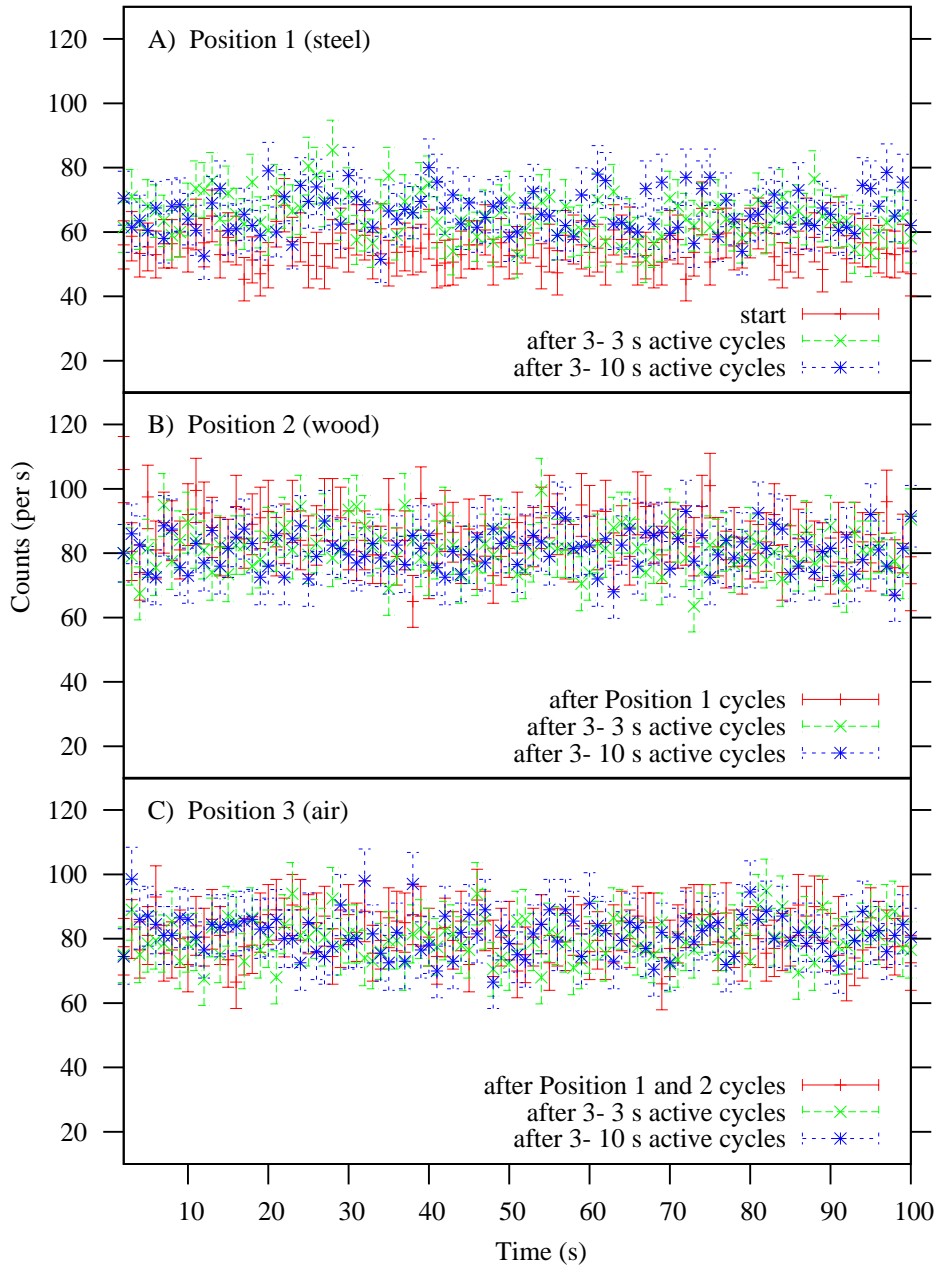 120
100
80
60
40
20
A) Position 1 (steel)
start
after 3- 3 s active cycles
after 3- 10 s active cycles
120
100
80
60
40
20
B) Position 2 (wood)
after Position 1 cycles
after 3- 3 s active cycles
after 3- 10 s active cycles
Counts (per s)
120
100
80
60
40
20
C) Position 3 (air)
after Position 1 and 2 cycles
after 3- 3 s active cycles
after 3- 10 s active cycles
10 20 30 40 50 60 70 80 90 100
Time (s)